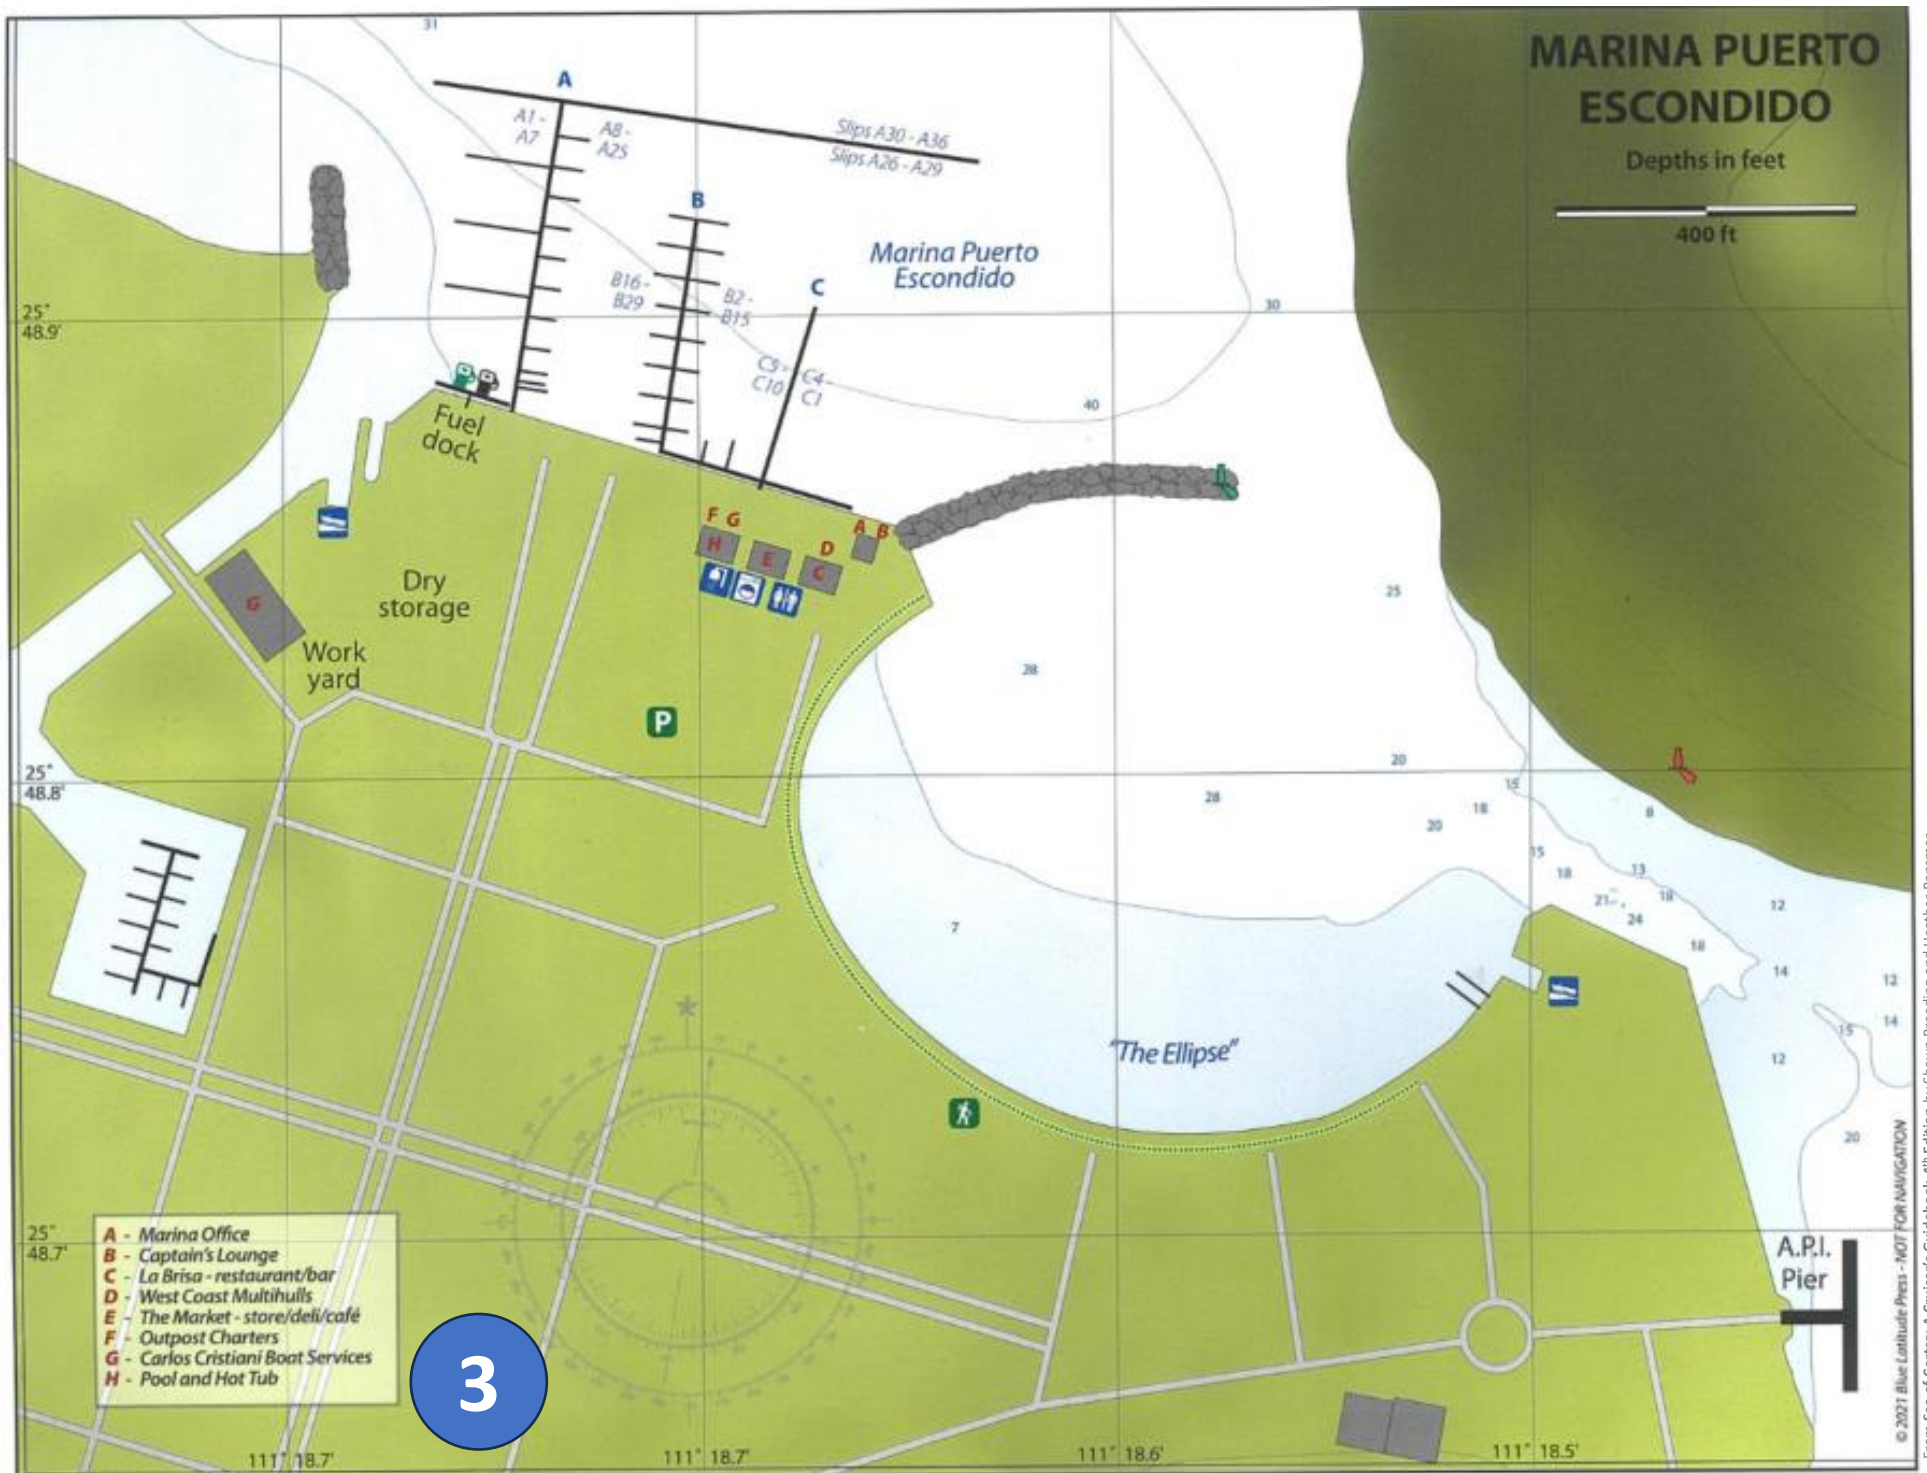 MARINA PUERTO
ESCONDIDO
Depths in feet
400 ft
31
A
A1 -
A7
A8 -
A25
Slips A30 - A36
Slips A26 - A29
B
B16 -
B29
B2 -
B15
Marina Puerto
Escondido
C
C5 -
C10
C4 -
C1
30
40
25°
48.9'
Fuel
dock
F G
H
E
D
C
A B
G
Dry
storage
Work
yard
P
25
28
20
28
15
18
20
8
15
18
13
18
21
24
18
12
14
12
14
15
12
20
7
25°
48.8'
"The Ellipse"
25°
48.7'
A - Marina Office
B - Captain's Lounge
C - La Brisa - restaurant/bar
D - West Coast Multihulls
E - The Market - store/deli/café
F - Outpost Charters
G - Carlos Cristiani Boat Services
H - Pool and Hot Tub
3
A.P.I.
Pier
111° 18.7'
111° 18.7'
111° 18.6'
111° 18.5'
©2021 Blue Latitude Press - NOT FOR NAVIGATION